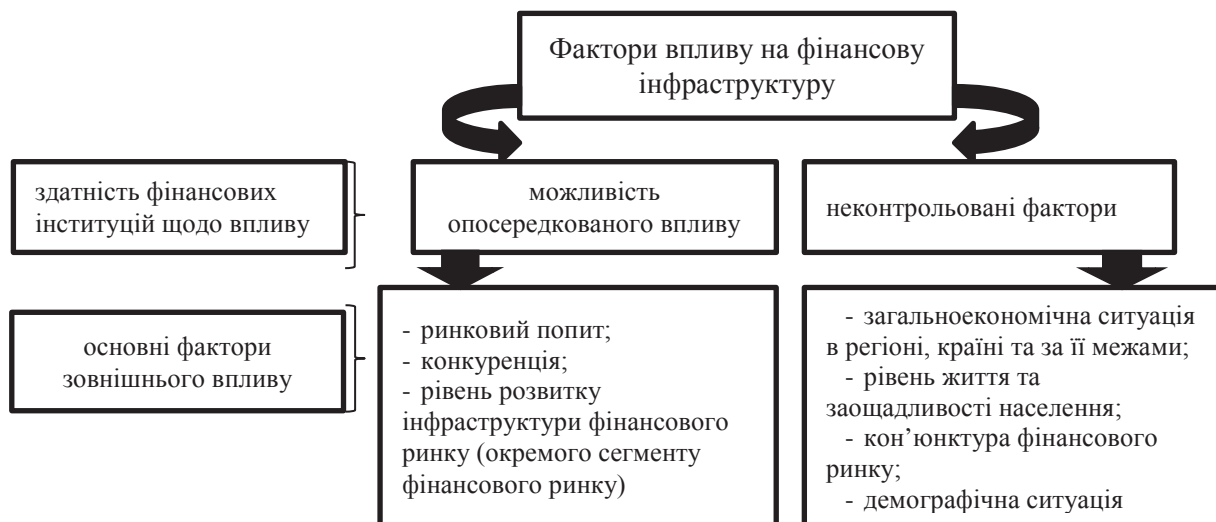 Фактори впливу на фінансову
інфраструктуру
здатність фінансових
інституцій щодо впливу
можливість
опосередкованого впливу
неконтрольовані фактори
основні фактори
зовнішнього впливу
- ринковий попит;
- конкуренція;
- рівень розвитку
інфраструктури фінансового
ринку (окремого сегменту
фінансового ринку)
- загальноекономічна ситуація
в регіоні, країні та за її межами;
- рівень життя та
заощадливості населення;
- кон’юнктура фінансового
ринку;
- демографічна ситуація